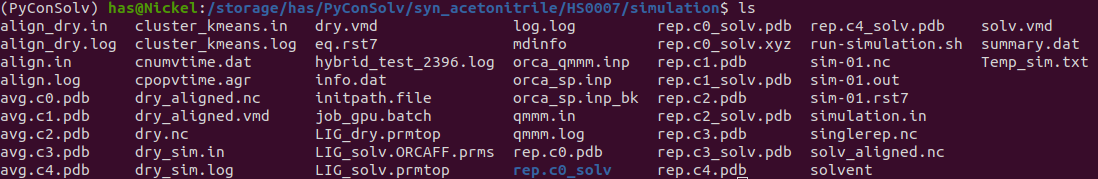 (PyConSolv) has@Nickel:/storage/has/PyConSolv/syn_acetonitrile/HS0007/simulation$ ls
align_dry.in cluster_kmeans.in dry.vmd log.log rep.c0_solv.pdb rep.c4_solv.pdb solv.vmd
align_dry.log cluster_kmeans.log eq.rst7 mdinfo rep.c0_solv.xyz run-simulation.sh summary.dat
align.in cnumvtime.dat hybrid_test_2396.log orca_qmmm.inp rep.c1.pdb sim-01.nc Temp_sim.txt
align.log cpopvtime.agr info.dat orca_sp.inp rep.c1_solv.pdb sim-01.out
avg.c0.pdb dry_aligned.nc initpath.file orca_sp.inp_bk rep.c2.pdb sim-01.rst7
avg.c1.pdb dry_aligned.vmd job_gpu.batch qmmm.in rep.c2_solv.pdb simulation.in
avg.c2.pdb dry.nc LIG_dry.prmtop qmmm.log rep.c3.pdb singlerep.nc
avg.c3.pdb dry_sim.in LIG_solv.ORCAFF.prms rep.c0.pdb rep.c3_solv.pdb solv_aligned.nc
avg.c4.pdb dry_sim.log LIG_solv.prmtop rep.c0_solv rep.c4.pdb solvent